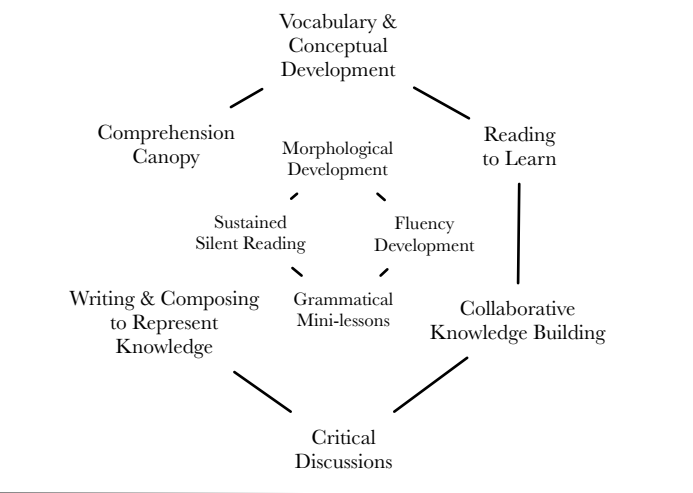 Vocabulary &
Conceptual
Development
Comprehension
Canopy
Reading
to Learn
Morphological
Development
Sustained
Silent Reading
Fluency
Development
Writing & Composing
to Represent
Knowledge
Grammatical
Mini-lessons
Collaborative
Knowledge Building
Critical
Discussions